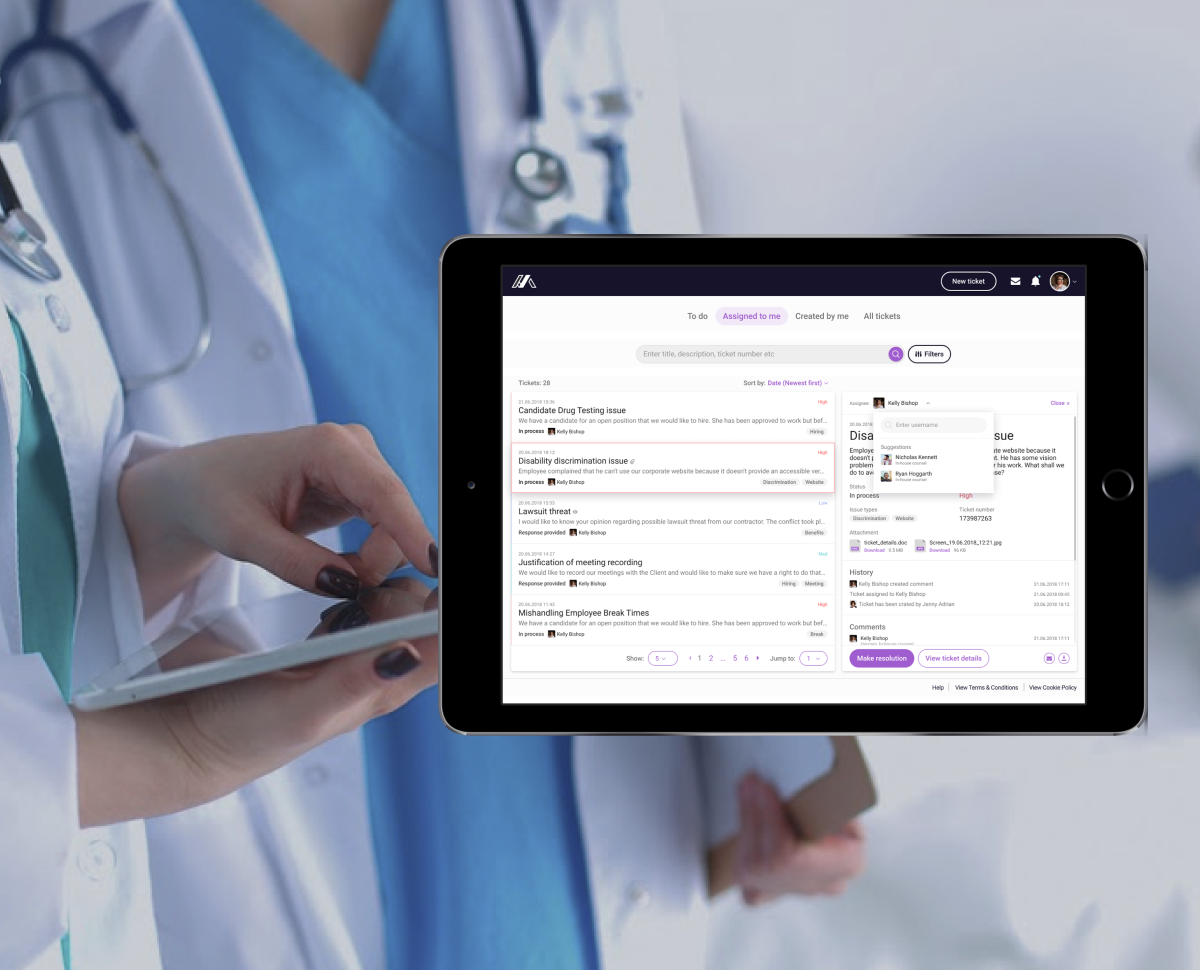 New ticket
To do
Assigned to me
Created by me
All tickets
Enter title, description, ticket number etc
Filters
Tickets: 28
Sort by: Date (Newest first)
21.06.2018 15:36
High
Candidate Drug Testing issue
We have a candidate for an open position that we would like to hire. She has been approved to work but bef...
In process Kelly Bishop
Hiring
20.06.2018 18:12
High
Disability discrimination issue
Employee complained that he can't use our corporate website because it doesn't provide an accessible ver...
In process Kelly Bishop
Discrimination Website
20.06.2018 15:53
Low
Lawsuit threat
I would like to know your opinion regarding possible lawsuit threat from our contractor. The conflict took pl...
Response provided Kelly Bishop
Benefits
20.06.2018 14:27
Med
Justification of meeting recording
We would like to record our meetings with the Client and would like to make sure we have a right to do that...
Response provided Kelly Bishop
Hiring Meeting
20.06.2018 11:43
High
Mishandling Employee Break Times
We have a candidate for an open position that we would like to hire. She has been approved to work but bef...
In process Kelly Bishop
Break
Show: 5
1 2 ... 5 6
Jump to: 1
Assignee Kelly Bishop
Close ×
Enter username
Suggestions
Nicholas Kennett
In-house counsel
Ryan Hoggarth
In-house counsel
20.06.2018
Disa sue
Employe ate website because it
doesn't p t. He has some vision
problem r his work. What shall we
do to av se?
Status
In process
High
Issue types
Ticket number
Discrimination Website
173987263
Attachment
ticket_details.doc
Download 0.5 MB
Screen_19.06.2018_12:21.jpg
Download 96 KB
History
Kelly Bishop created comment
21.06.2018 17:11
Ticket assigned to Kelly Bishop
21.06.2018 09:45
Ticket has been crated by Jenny Adrian
20.06.2018 18:12
Comments
Kelly Bishop
21.06.2018 17:11
Make resolution
View ticket details
Help
View Terms & Conditions
View Cookie Policy